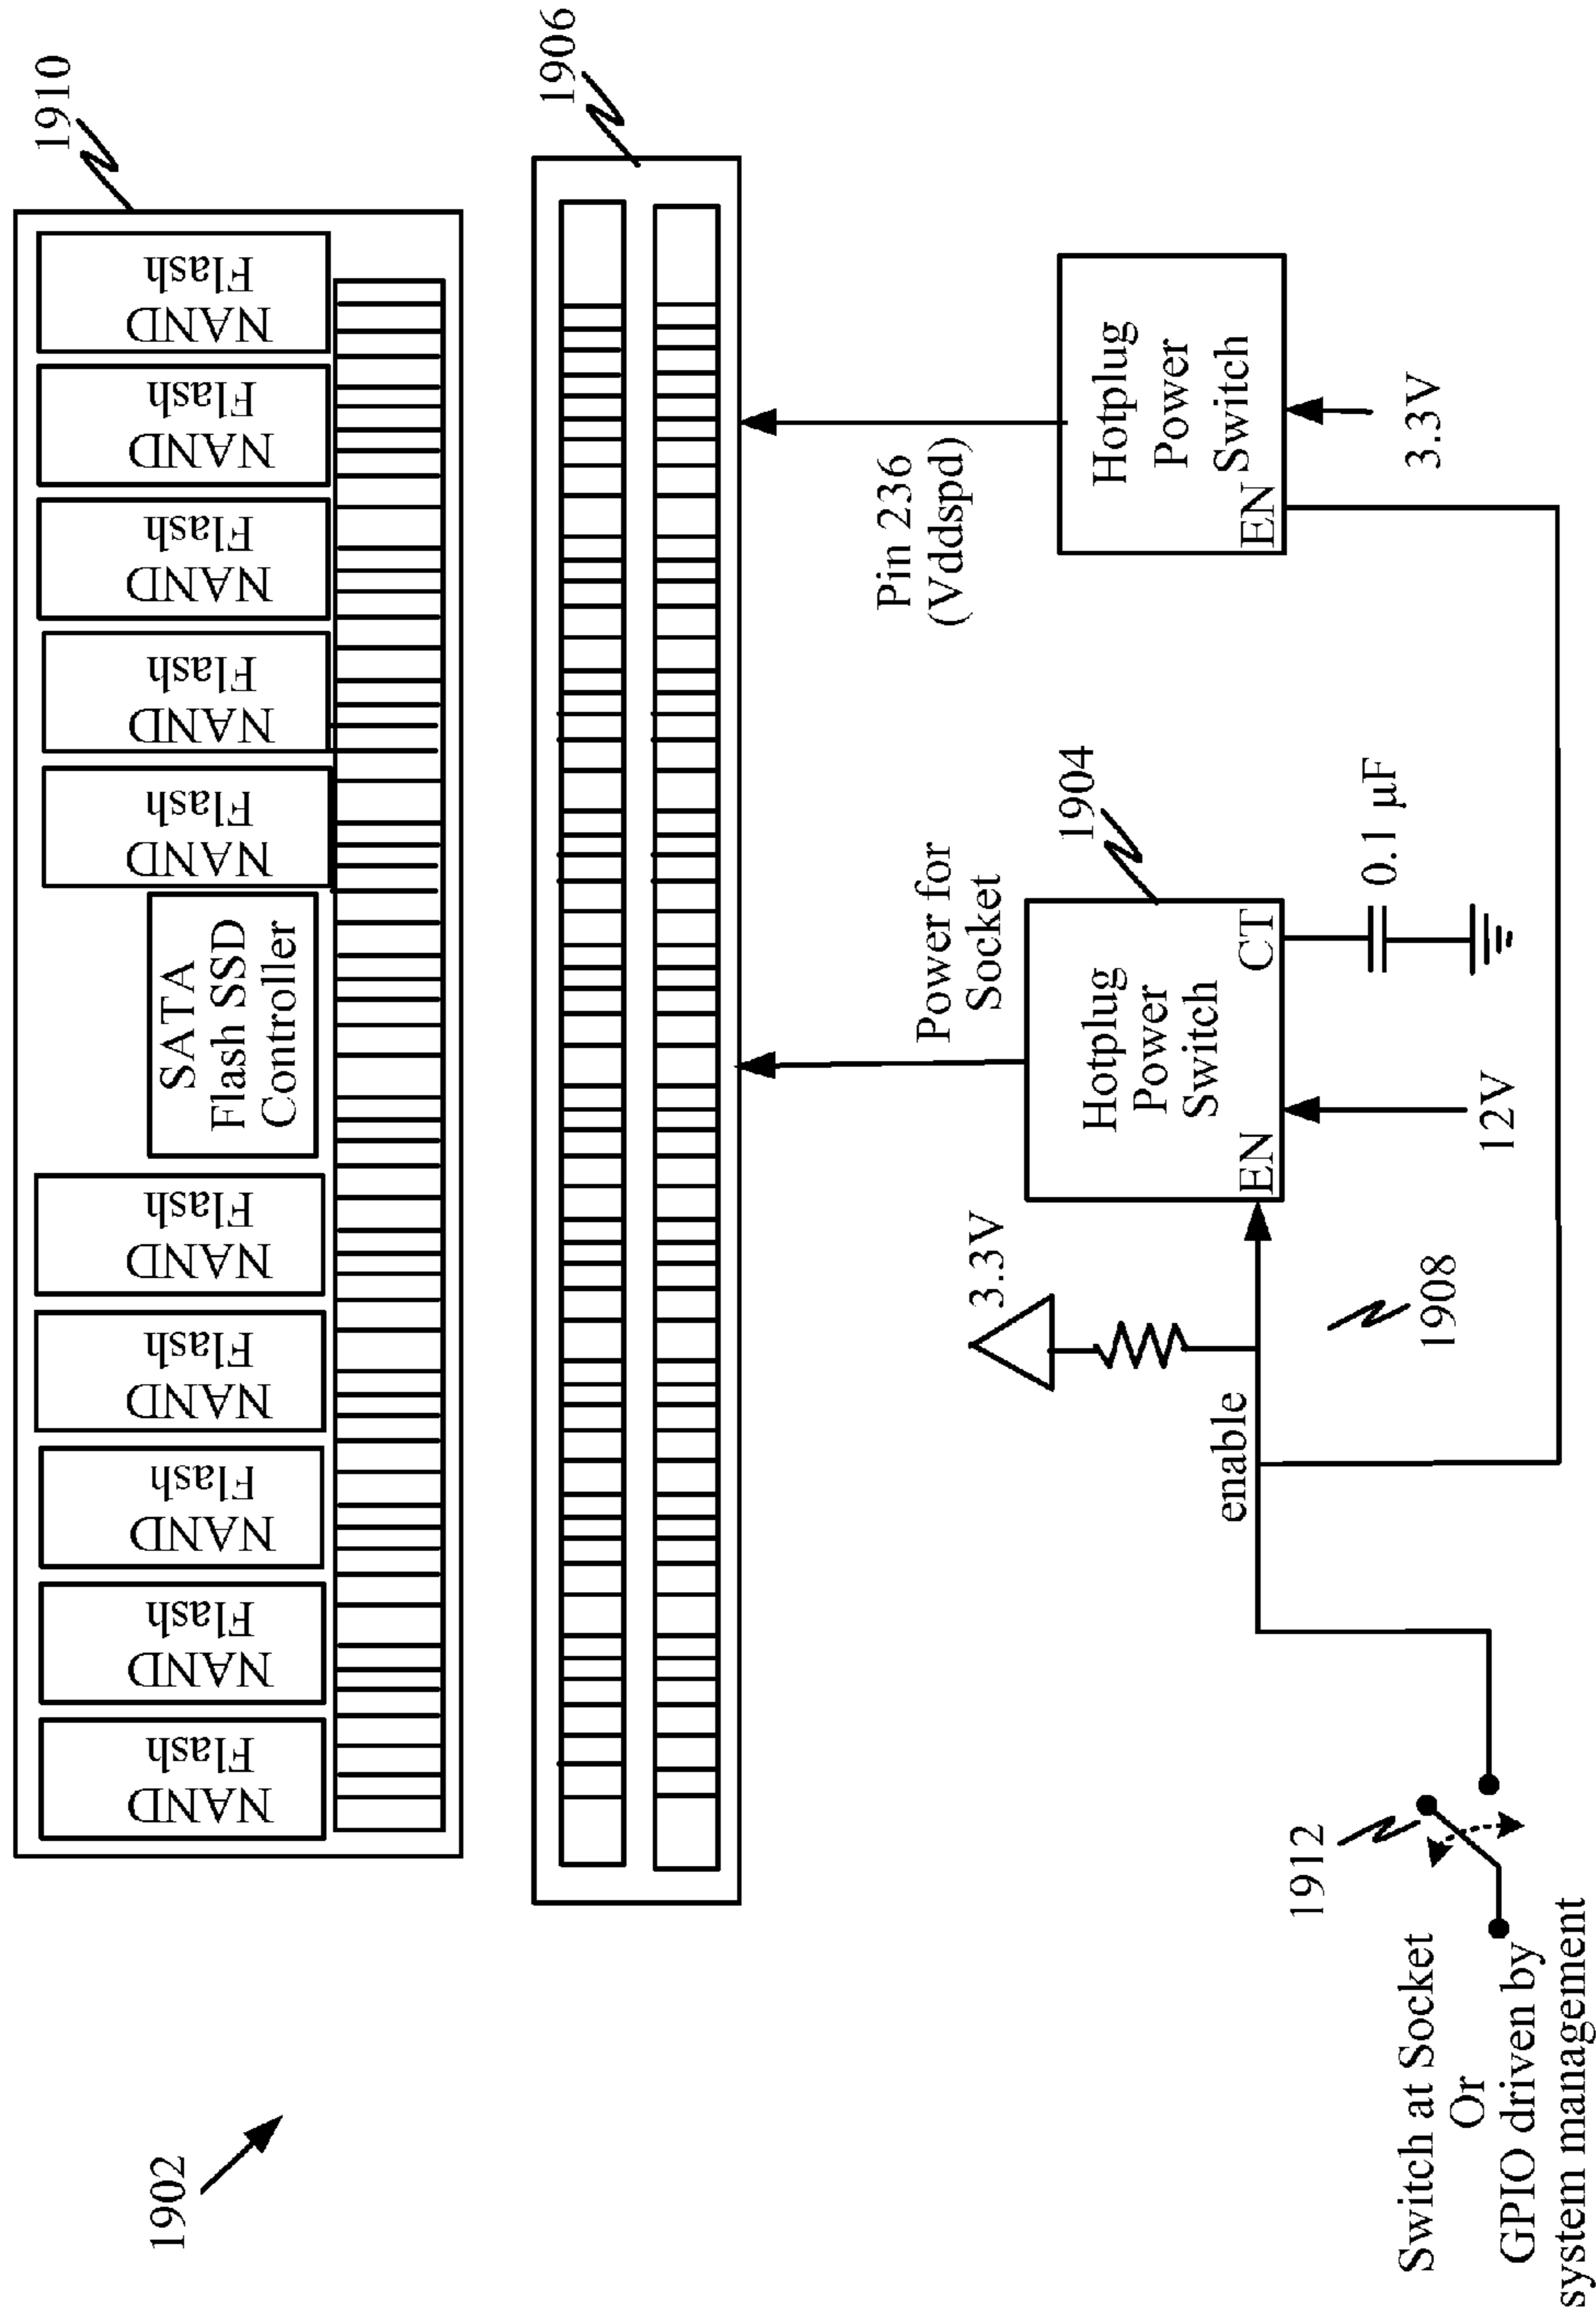 1902
1910
NAND
Flash
NAND
Flash
NAND
Flash
NAND
Flash
NAND
Flash
SATA
Flash SSD
Controller
NAND
Flash
NAND
Flash
NAND
Flash
NAND
Flash
NAND
Flash
1906
Power for
Socket
Pin 236
(Vddspd)
3.3V
1904
Hotplug
Power
Switch
EN
CT
Hotplug
Power
Switch
EN
enable
12V
0.1 µF
3.3V
1908
1912
Switch at Socket
Or
GPIO driven by
system management